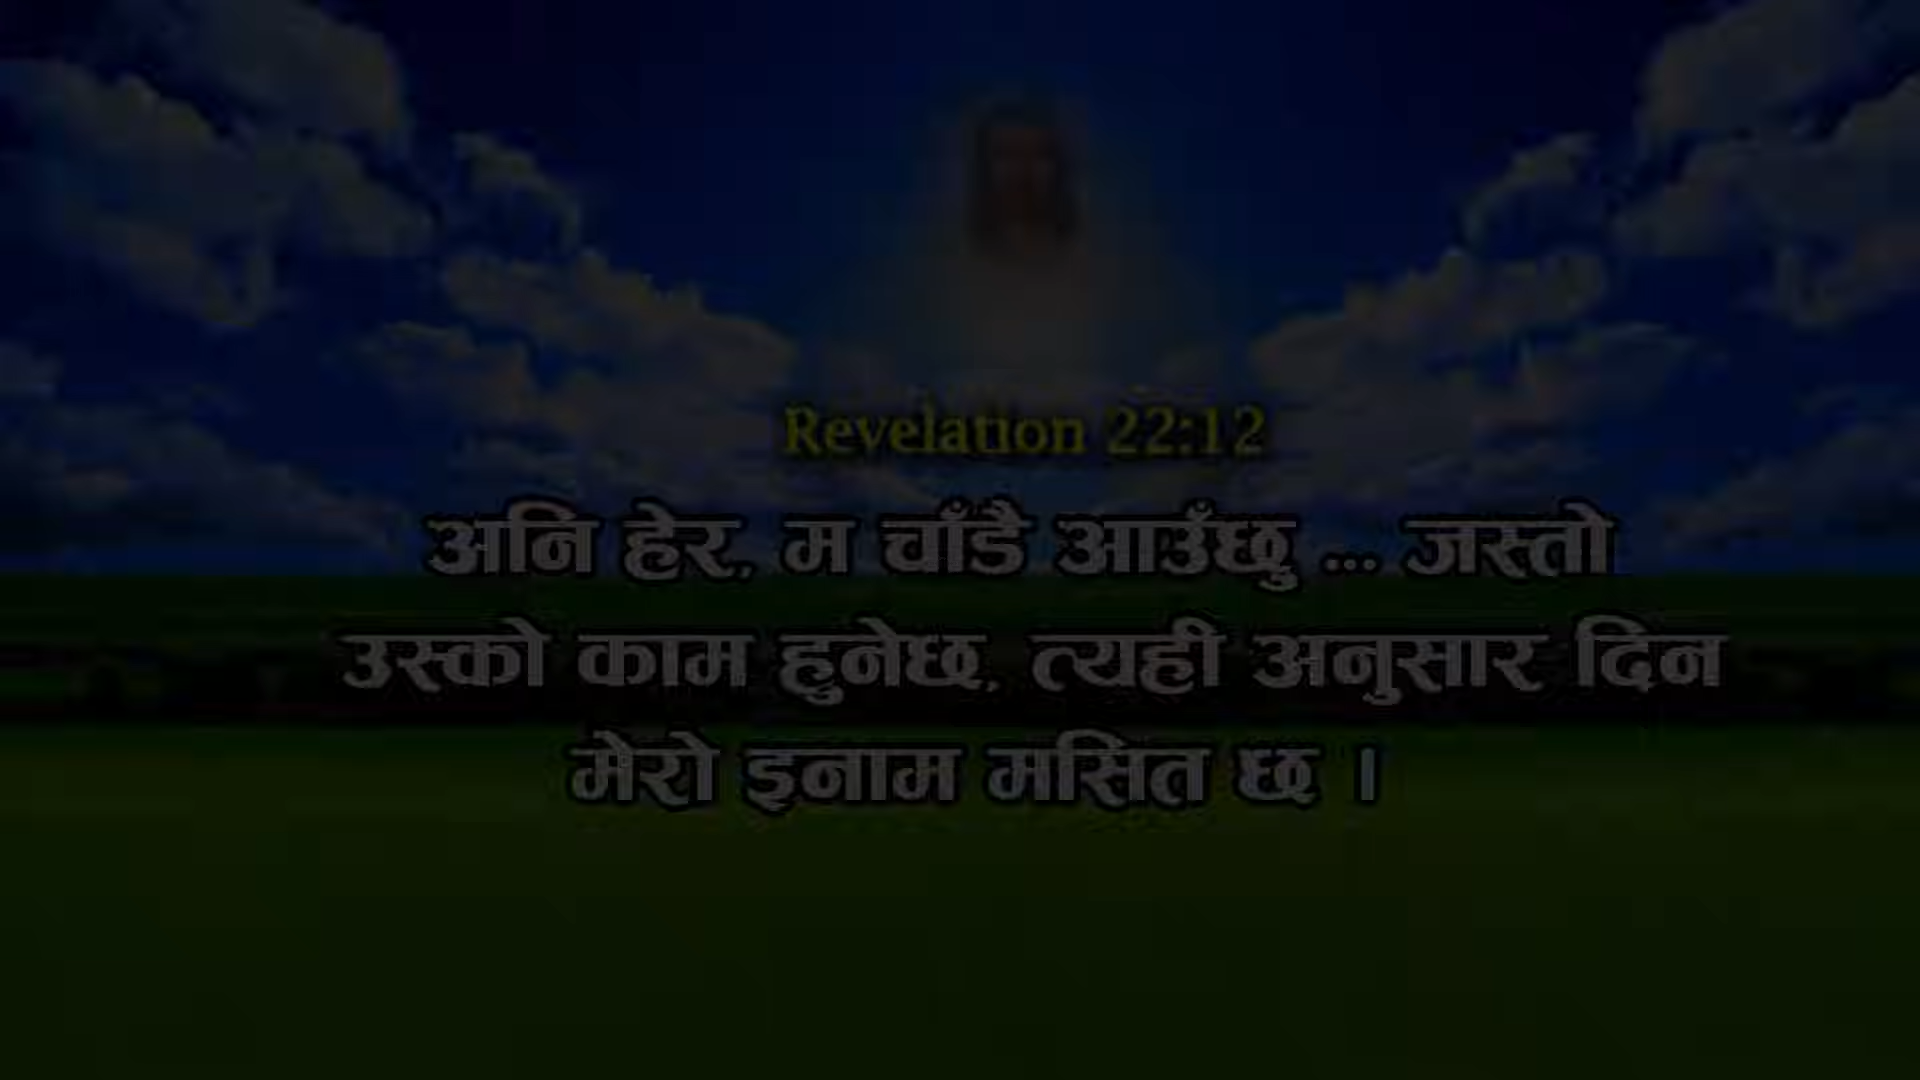 Revelation 22:12
अनि हेर, म चाँडै आउँछु ... जस्तो
उस्को काम हुनेछ, त्यही अनुसार दिन
मेरो इनाम मसित छ ।